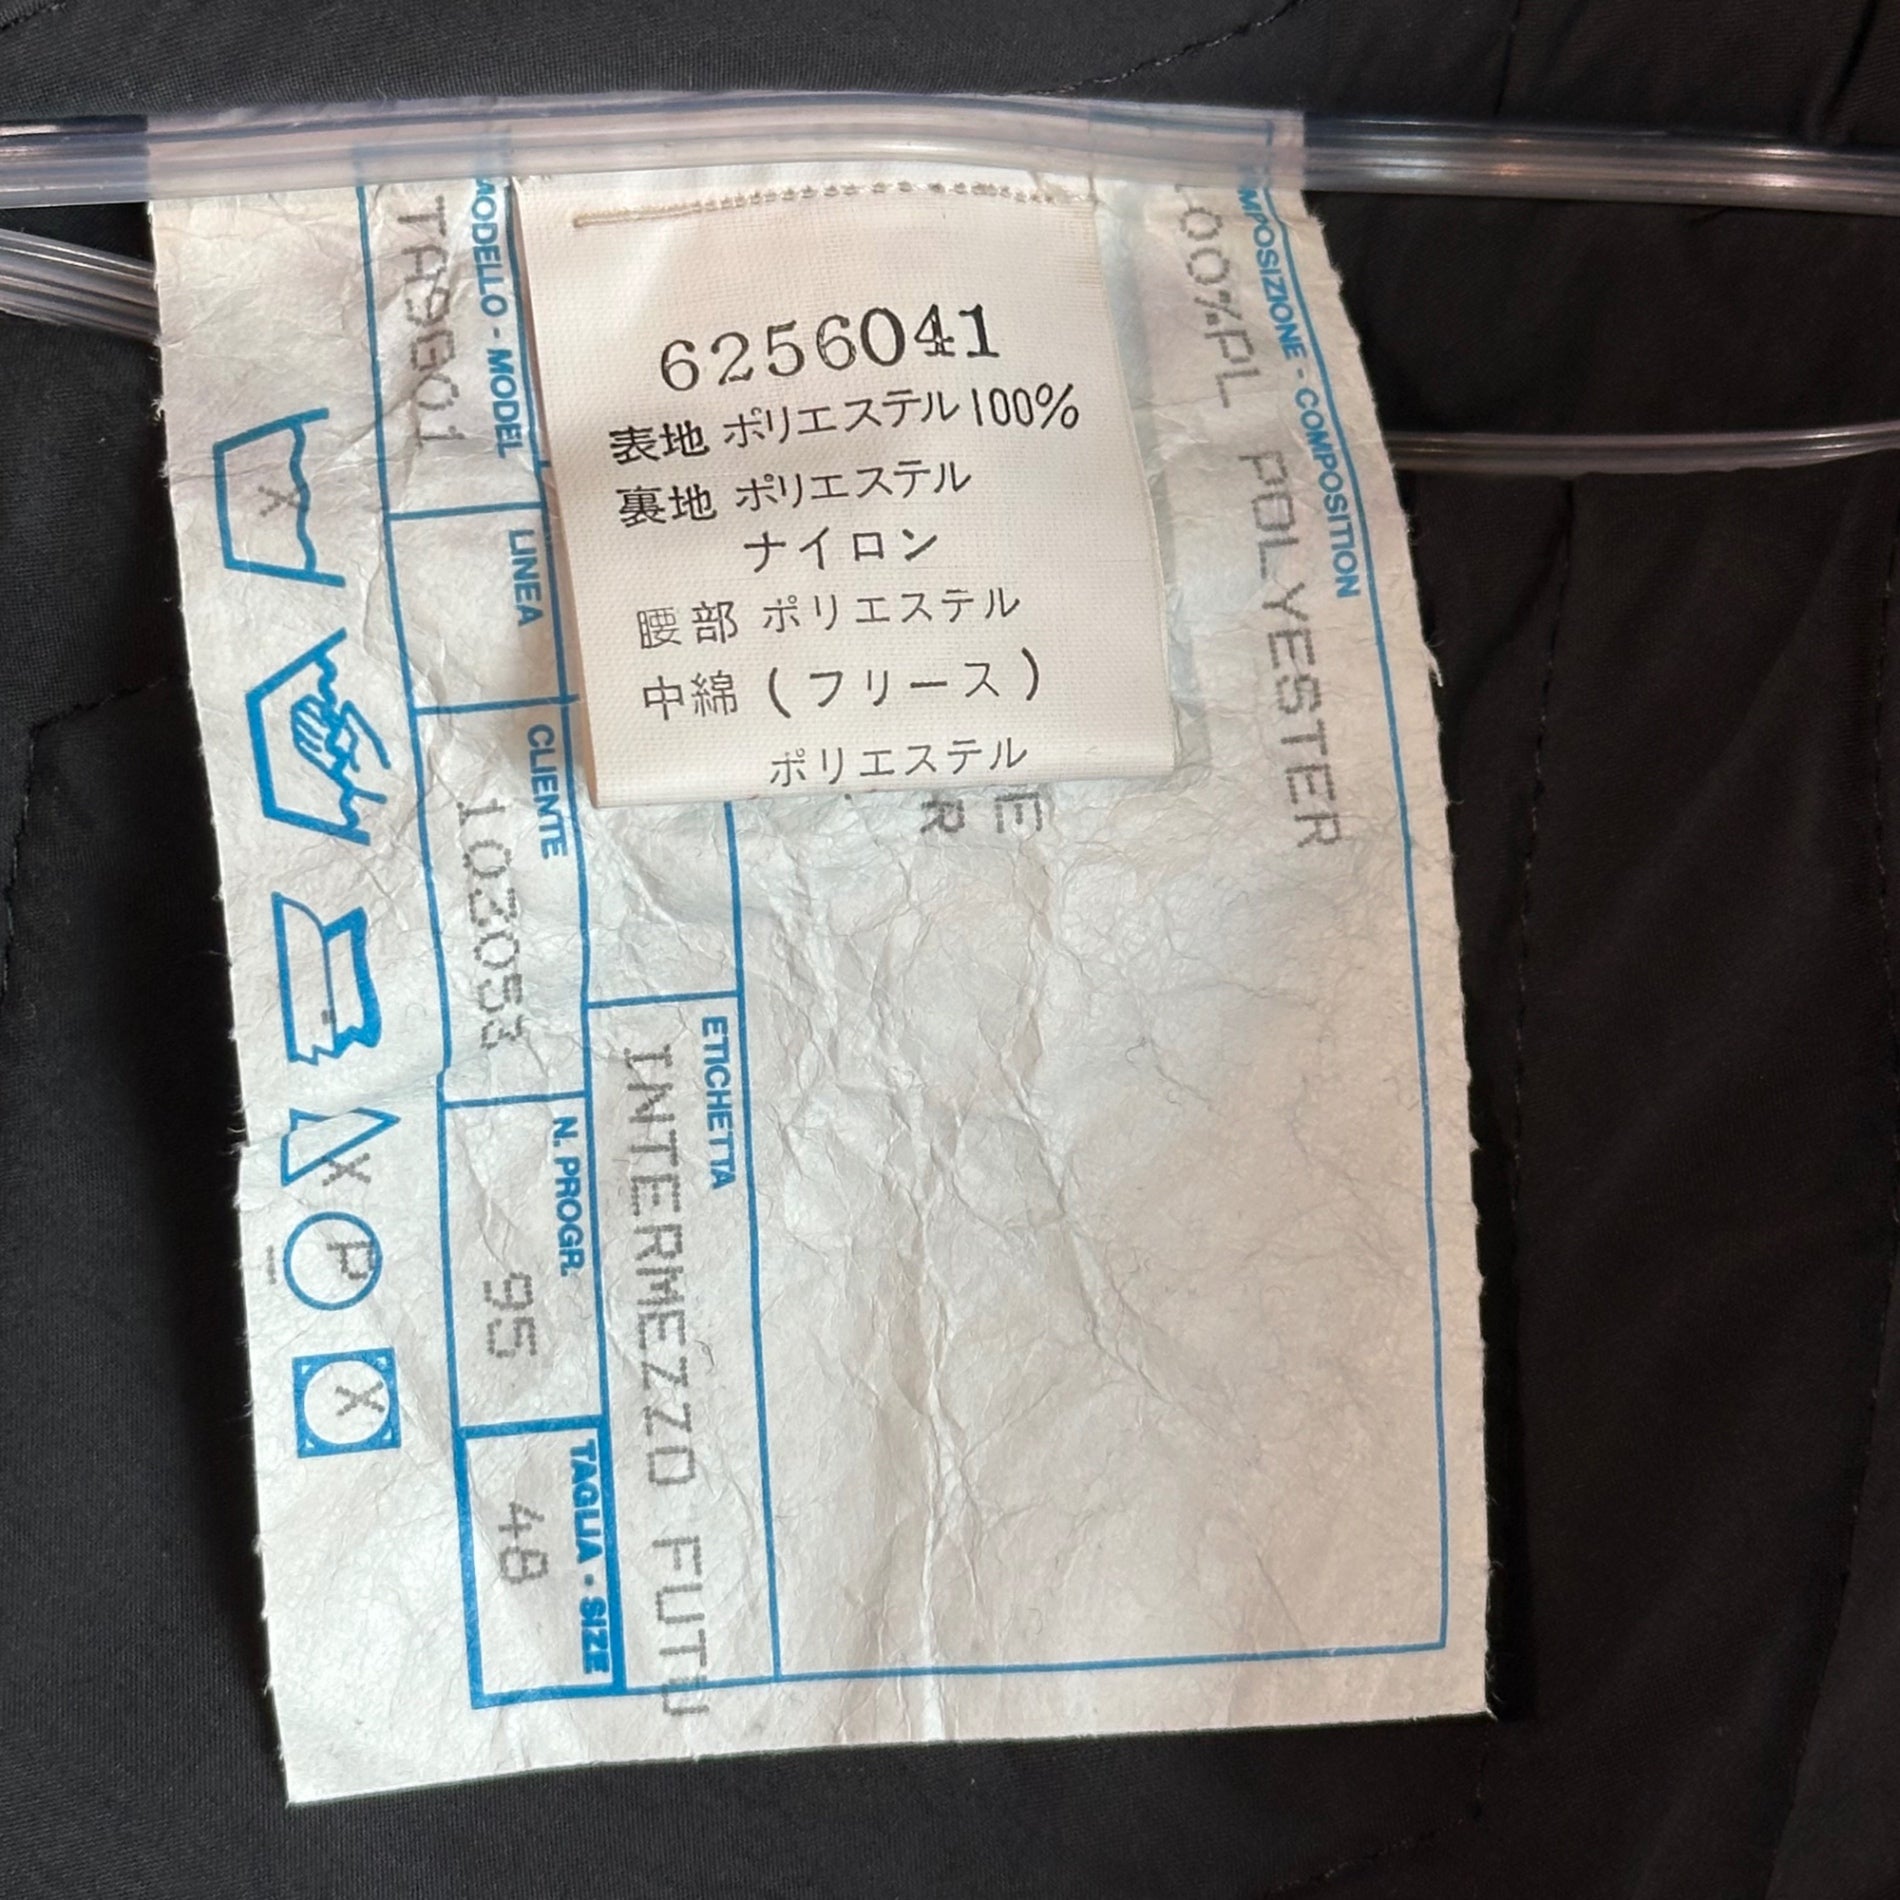 6256041
表地 ポリエステル100%
裏地 ポリエステル
ナイロン
腰部 ポリエステル
中綿 (フリース)
ポリエステル
COMPOSITION
00%PL POLYESTER
E
R
ETICHETTA
INTERMEZZO FUTU
MODELLO - MODEL
LINEA
CLIENTE
1030053
N. PROGR.
95
TAGLIA - SIZE
48
X
X
P
X